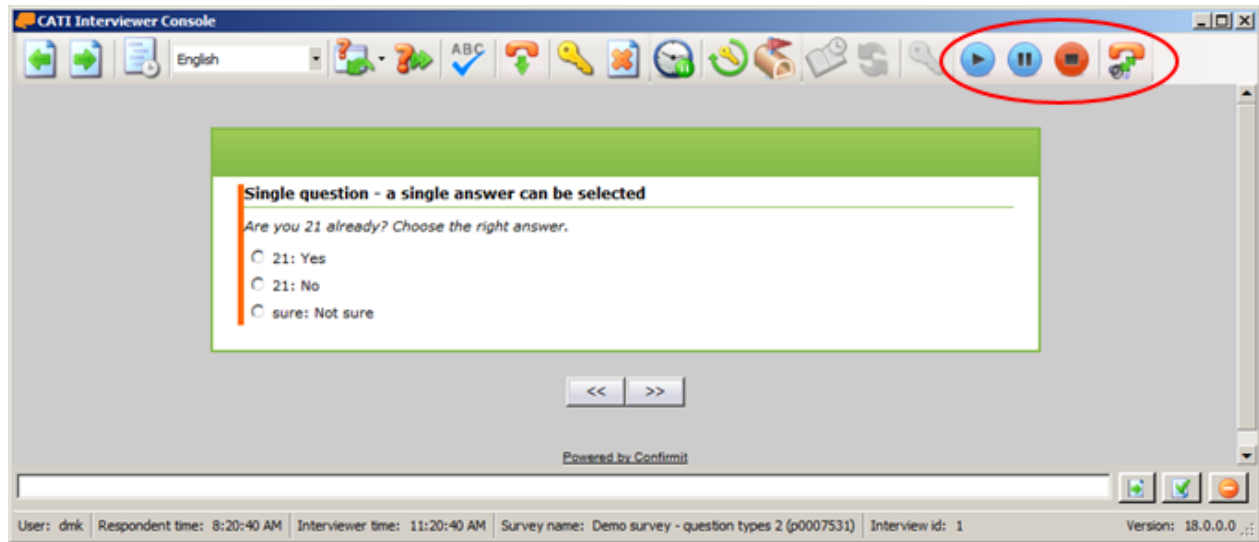 CATI Interviewer Console
English
ABC
Single question - a single answer can be selected
Are you 21 already? Choose the right answer.
21: Yes
21: No
sure: Not sure
<< >>
Powered by Confirmit
User: dmk Respondent time: 8:20:40 AM Interviewer time: 11:20:40 AM Survey name: Demo survey - question types 2 (p0007531) Interview id: 1 Version: 18.0.0.0